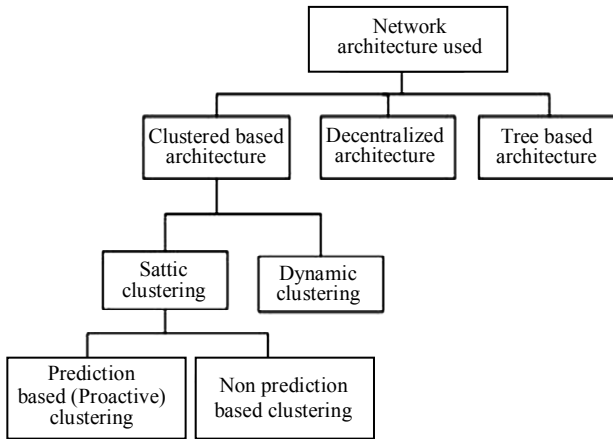 Network
architecture used
Clustered based
architecture
Decentralized
architecture
Tree based
architecture
Sattic
clustering
Dynamic
clustering
Prediction
based (Proactive)
clustering
Non prediction
based clustering